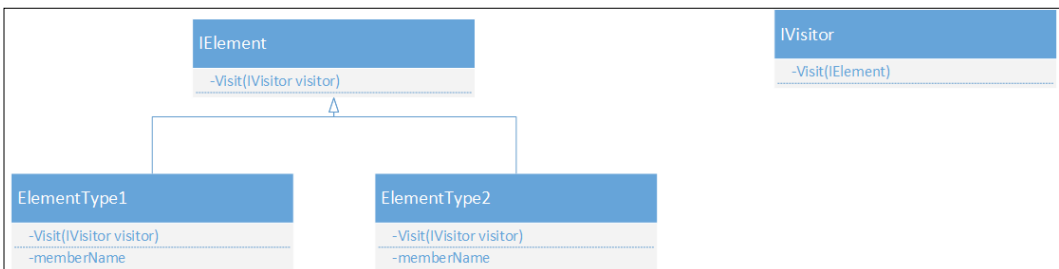 IElement
-Visit(IVisitor visitor)
IVisitor
-Visit(IElement)
ElementType1
-Visit(IVisitor visitor)
-memberName
ElementType2
-Visit(IVisitor visitor)
-memberName